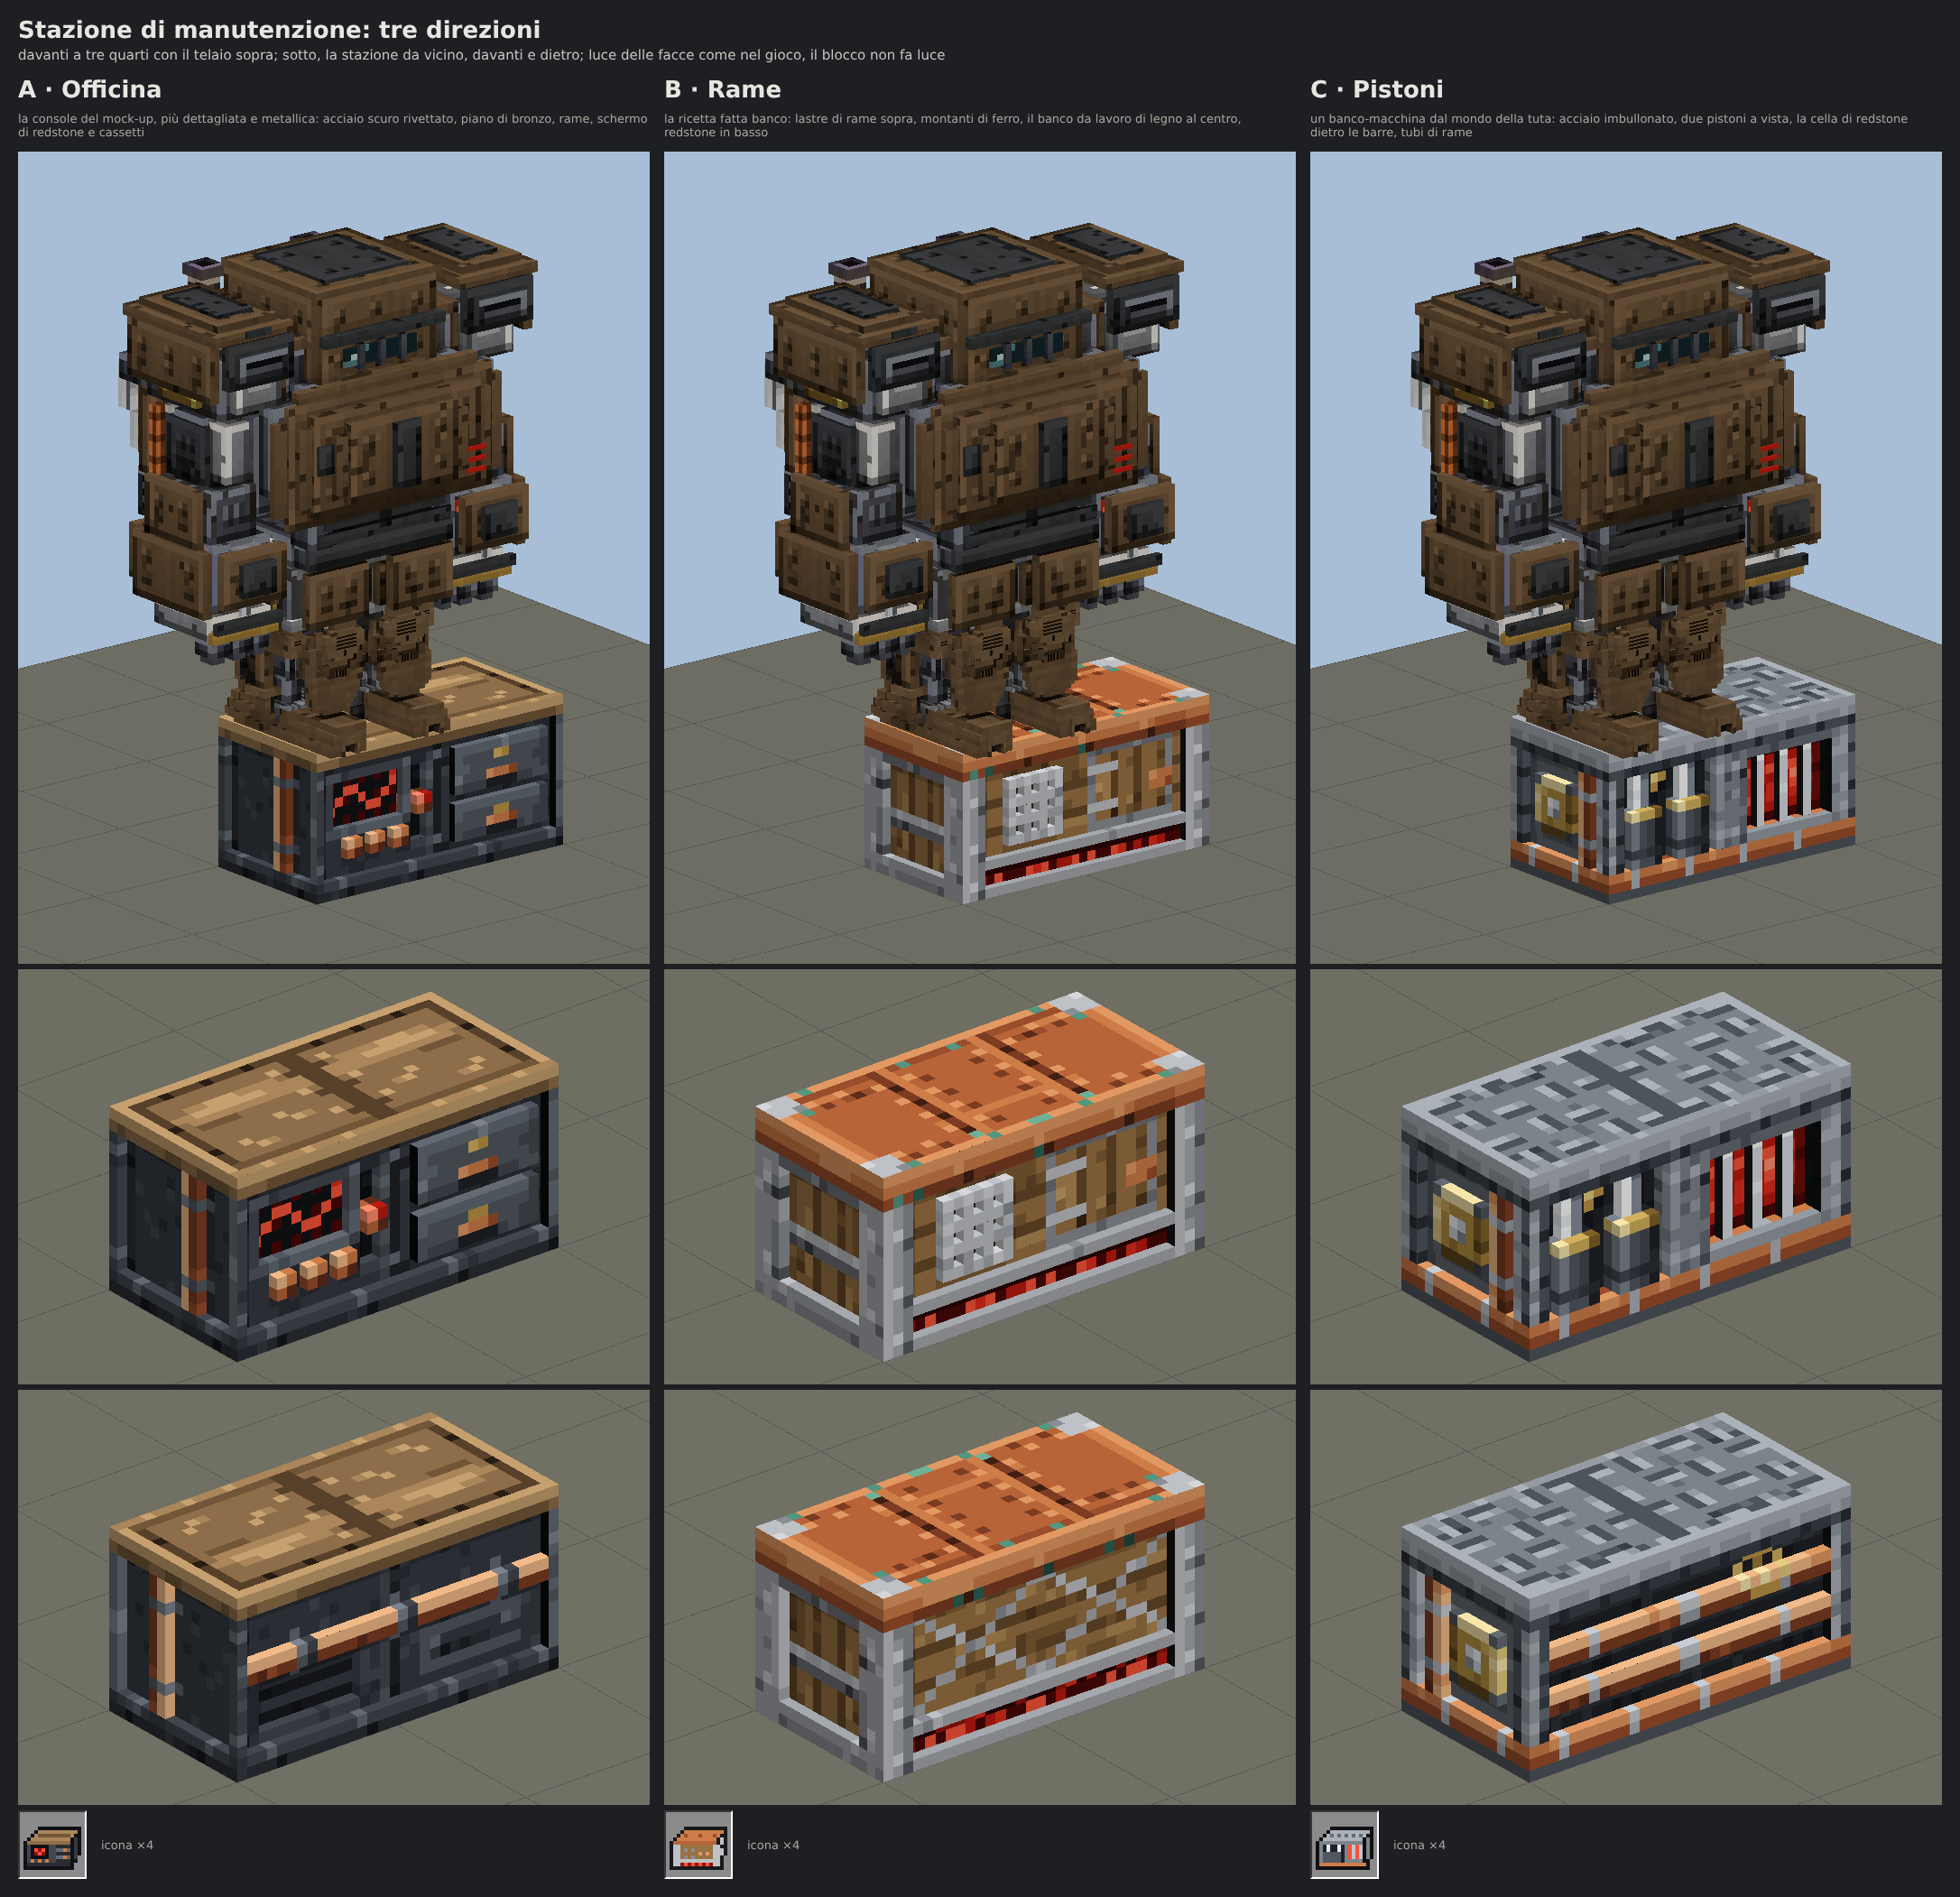 Stazione di manutenzione: tre direzioni
davanti a tre quarti con il telaio sopra; sotto, la stazione da vicino, davanti e dietro; luce delle facce come nel gioco, il blocco non fa luce
A · Officina
la console del mock-up, più dettagliata e metallica: acciaio scuro rivettato, piano di bronzo, rame, schermo
di redstone e cassetti
B · Rame
la ricetta fatta banco: lastre di rame sopra, montanti di ferro, il banco da lavoro di legno al centro,
redstone in basso
C · Pistoni
un banco-macchina dal mondo della tuta: acciaio imbullonato, due pistoni a vista, la cella di redstone
dietro le barre, tubi di rame
icona ×4
icona ×4
icona ×4